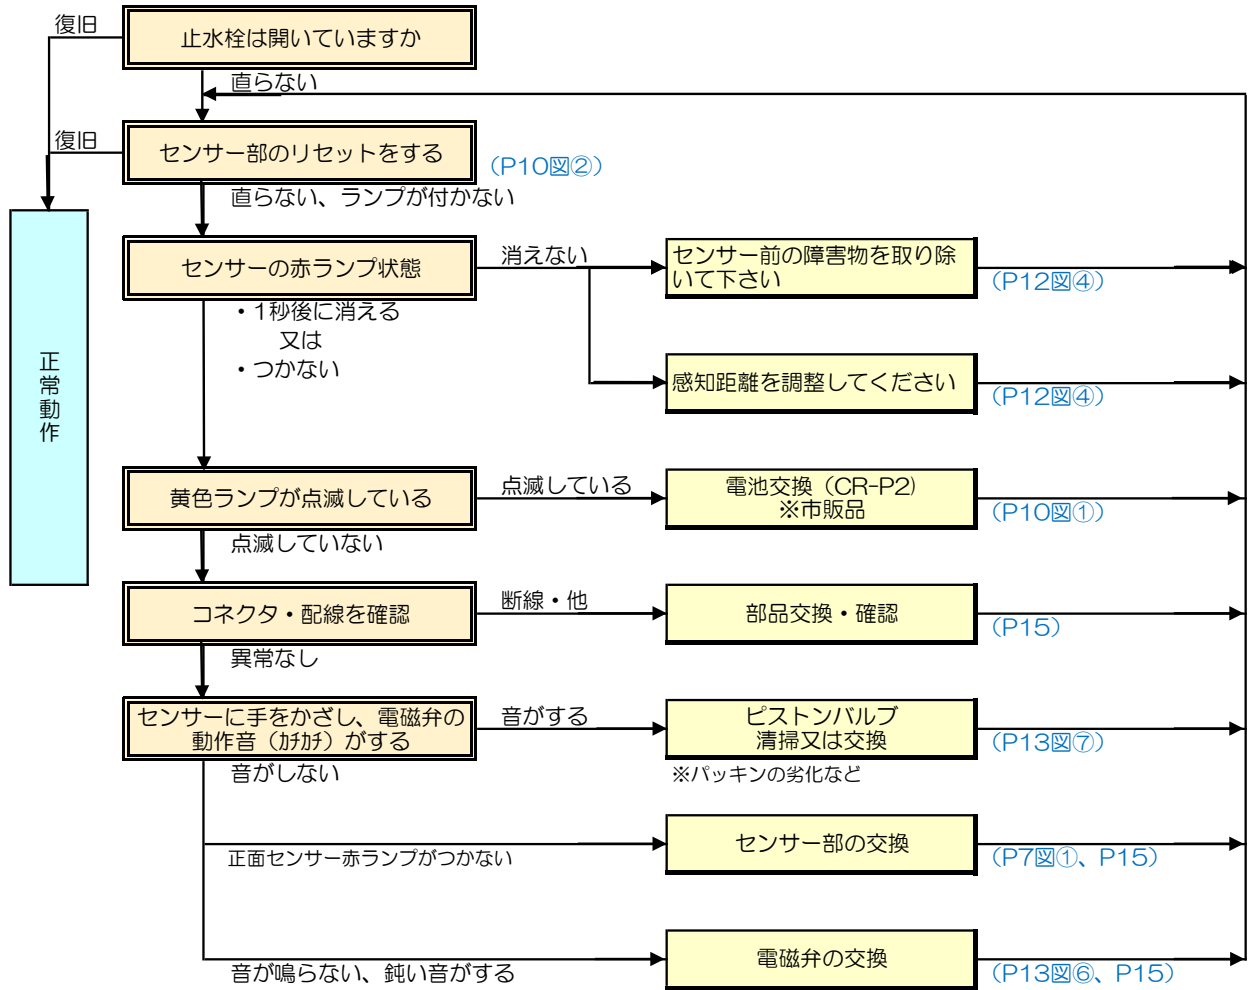 復旧
止水栓は開いていますか
直らない
復旧
センサー部のリセットをする
(P10図②)
直らない、ランプが付かない
正常動作
センサーの赤ランプ状態
消えない
センサー前の障害物を取り除
いて下さい
(P12図④)
・1秒後に消える
又は
・つかない
感知距離を調整してください
(P12図④)
黄色ランプが点滅している
点滅している
電池交換（CR-P2)
※市販品
(P10図①)
点滅していない
コネクタ・配線を確認
断線・他
部品交換・確認
(P15)
異常なし
センサーに手をかざし、電磁弁の
動作音（ｶﾁｶﾁ）がする
音がする
ピストンバルブ
清掃又は交換
(P13図⑦)
音がしない
※パッキンの劣化など
正面センサー赤ランプがつかない
センサー部の交換
(P7図①、P15)
音が鳴らない、鈍い音がする
電磁弁の交換
(P13図⑥、P15)